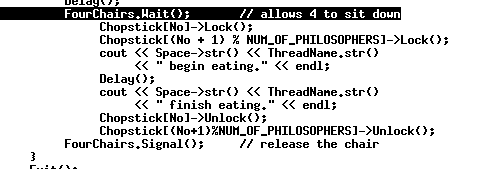 Delay();
FourChairs.Wait();      // allows 4 to sit down
Chopstick[No]->Lock();
Chopstick[(No + 1) % NUM_OF_PHILOSOPHERS]->Lock();
cout << Space->str() << ThreadName.str()
<< " begin eating." << endl;
Delay();
cout << Space->str() << ThreadName.str()
<< " finish eating." << endl;
Chopstick[No]->Unlock();
Chopstick[(No+1)%NUM_OF_PHILOSOPHERS]->Unlock();
FourChairs.Signal();    // release the chair
}
Exit();